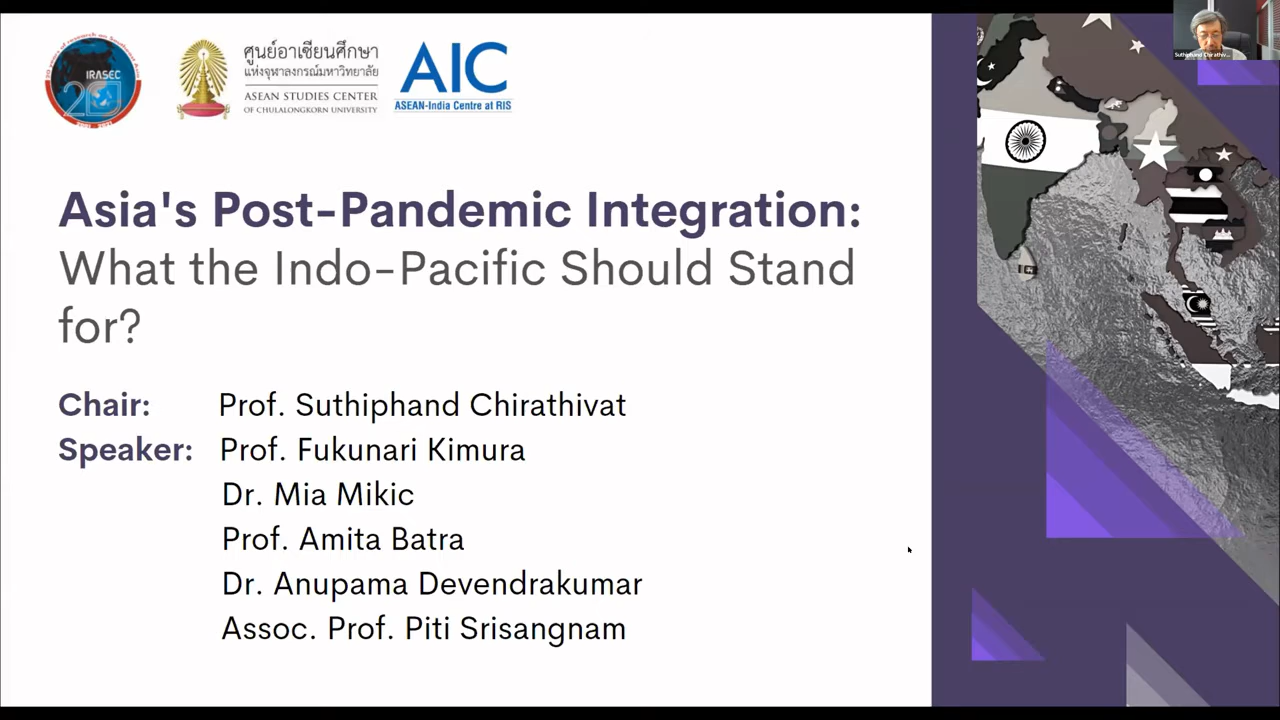 IRASEC
20
ศูนย์อาเซียนศึกษา
แห่งจุฬาลงกรณ์มหาวิทยาลัย
ASEAN STUDIES CENTER
OF CHULALONGKORN UNIVERSITY
AIC
ASEAN-India Centre at RIS
Suthiphand Chirathiv...
Asia's Post-Pandemic Integration:
What the Indo-Pacific Should Stand
for?
Chair: Prof. Suthiphand Chirathivat
Speaker: Prof. Fukunari Kimura
Dr. Mia Mikic
Prof. Amita Batra
Dr. Anupama Devendrakumar
Assoc. Prof. Piti Srisangnam